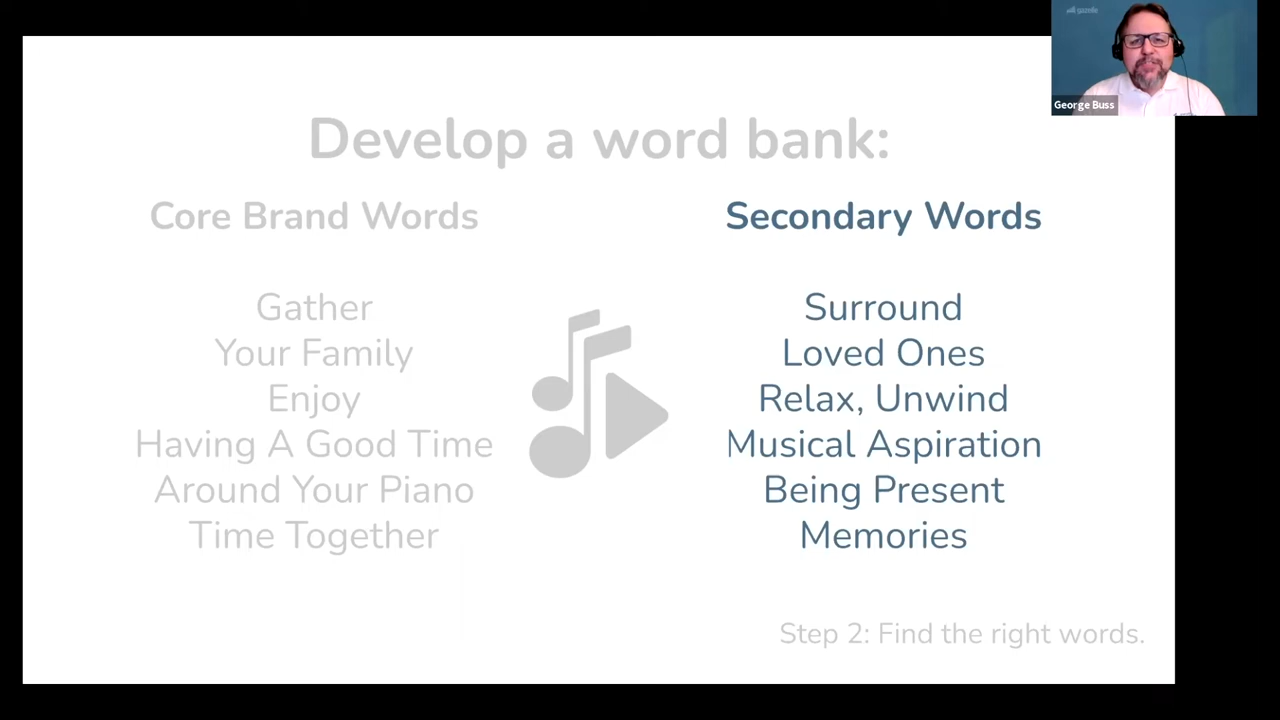 gazelle
George Buss
Develop a word bank:
Core Brand Words
Gather
Your Family
Enjoy
Having A Good Time
Around Your Piano
Time Together
Secondary Words
Surround
Loved Ones
Relax, Unwind
Musical Aspiration
Being Present
Memories
Step 2: Find the right words.